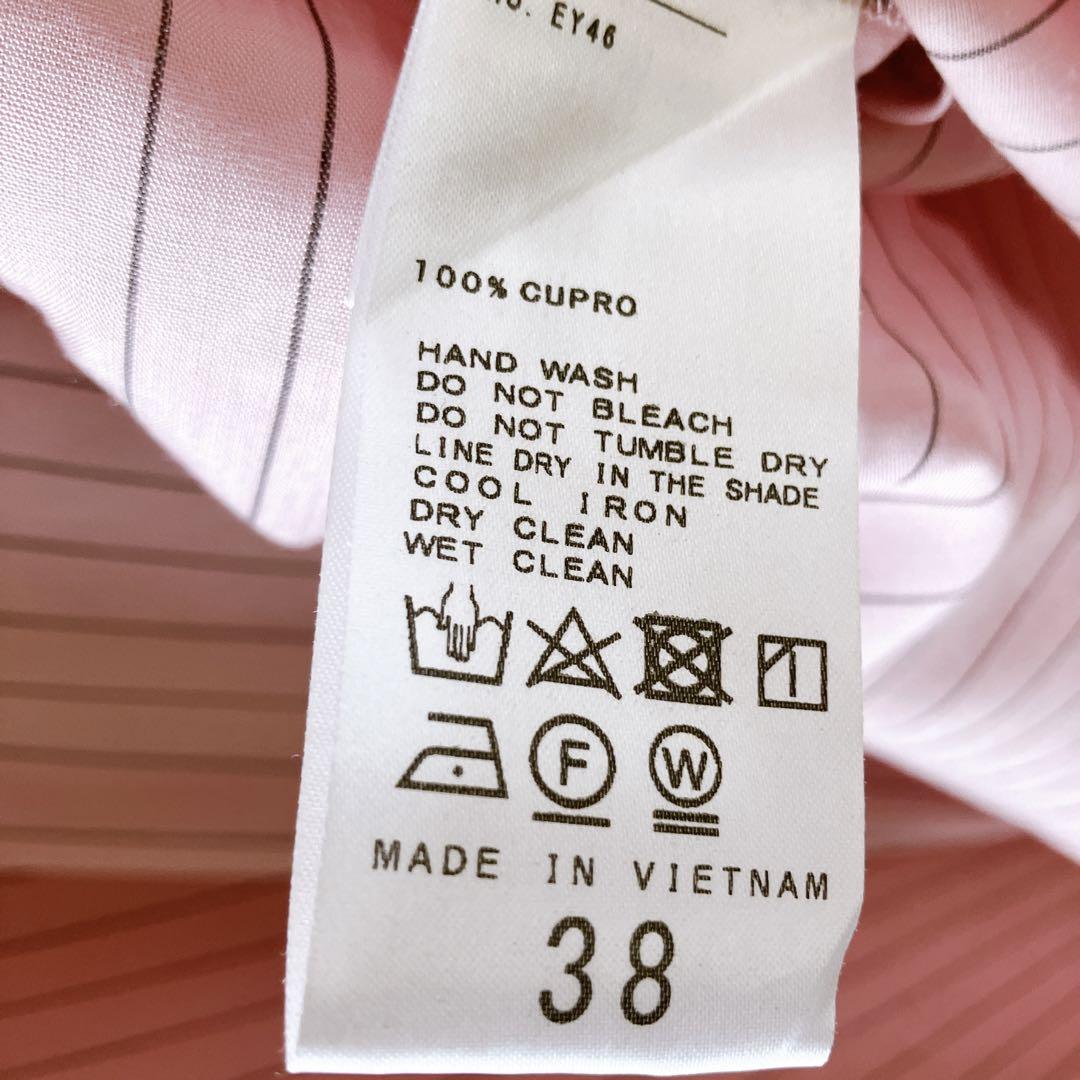 EY46
100% CUPRO
HAND WASH
DO NOT BLEACH
DO NOT TUMBLE DRY
LINE DRY IN THE SHADE
COOL IRON
DRY CLEAN
WET CLEAN
F
W
MADE IN VIETNAM
38